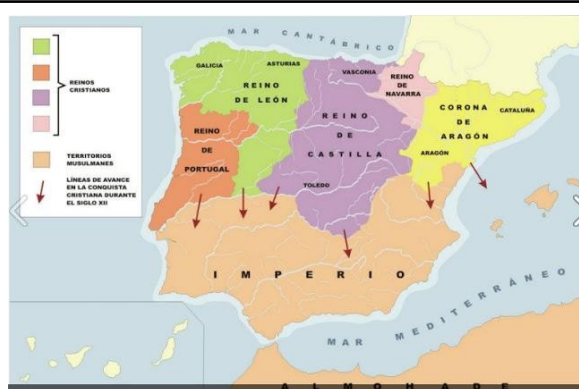 MAR CANTÁBRICO
REINOS
CRISTIANOS
TERRITORIOS
MUSULMANES
LÍNEAS DE AVANCE
EN LA CONQUISTA
CRISTIANA DURANTE
EL SIGLO XII
GALICIA
ASTURIAS
REINO
DE LEÓN
VASCONIA
REINO
DE
NAVARRA
CORONA
DE
ARAGÓN
CATALUÑA
ARAGÓN
REINO
DE
CASTILLA
TOLEDO
REINO
DE
PORTUGAL
IMPERIO
MAR MEDITERRÁNEO
ALMOHADE